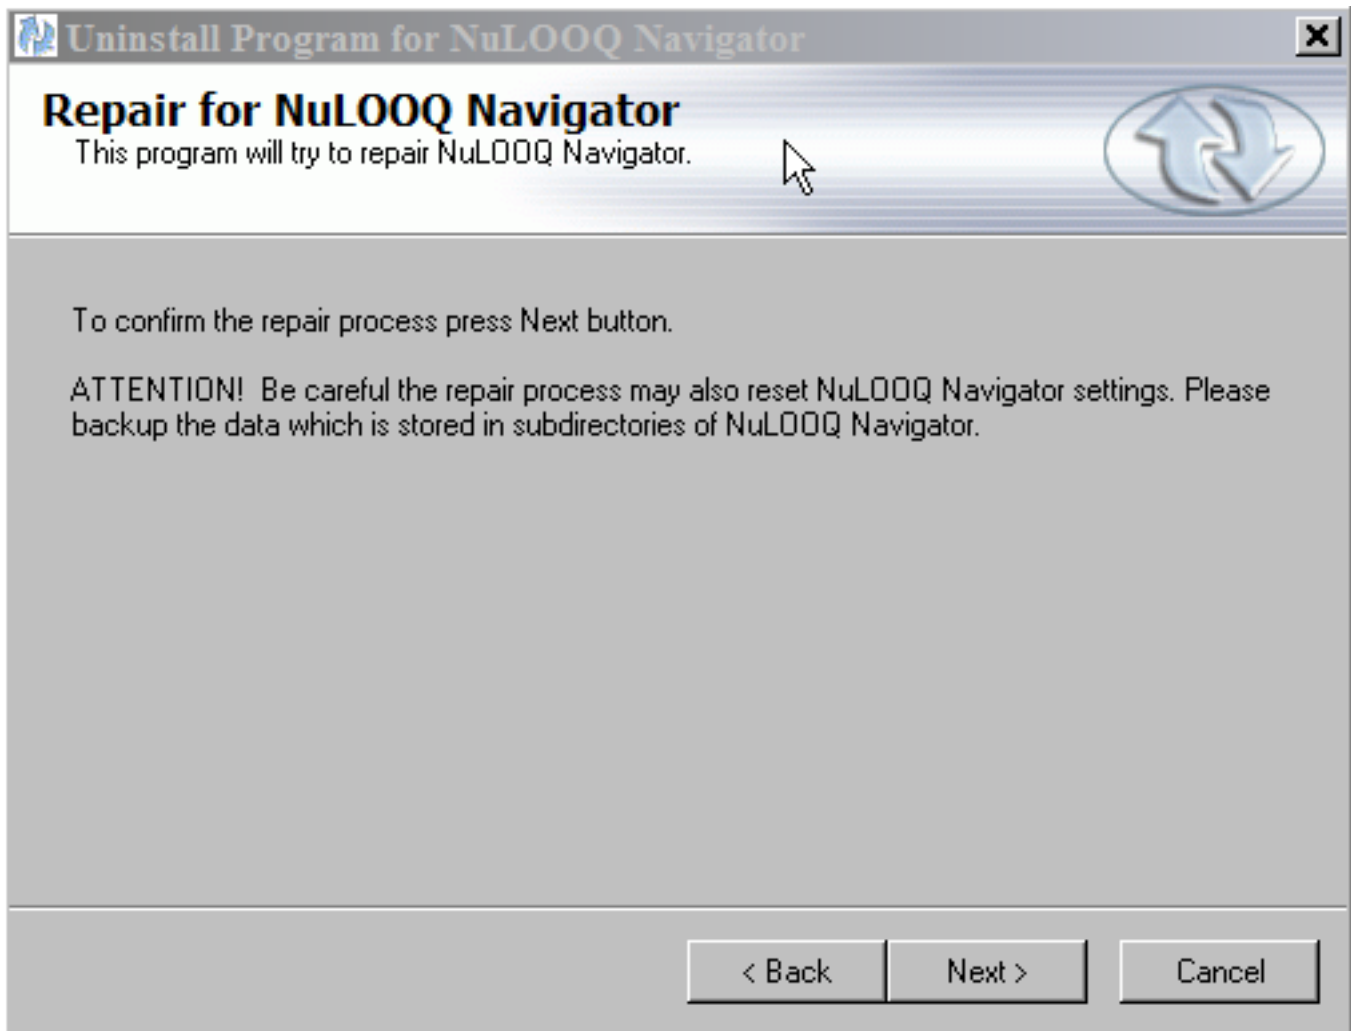 Uninstall Program for NuLOOQ Navigator
Repair for NuLOOQ Navigator
This program will try to repair NuLOOQ Navigator.
To confirm the repair process press Next button.
ATTENTION!  Be careful the repair process may also reset NuLOOQ Navigator settings. Please
backup the data which is stored in subdirectories of NuLOOQ Navigator.
< Back
Next >
Cancel